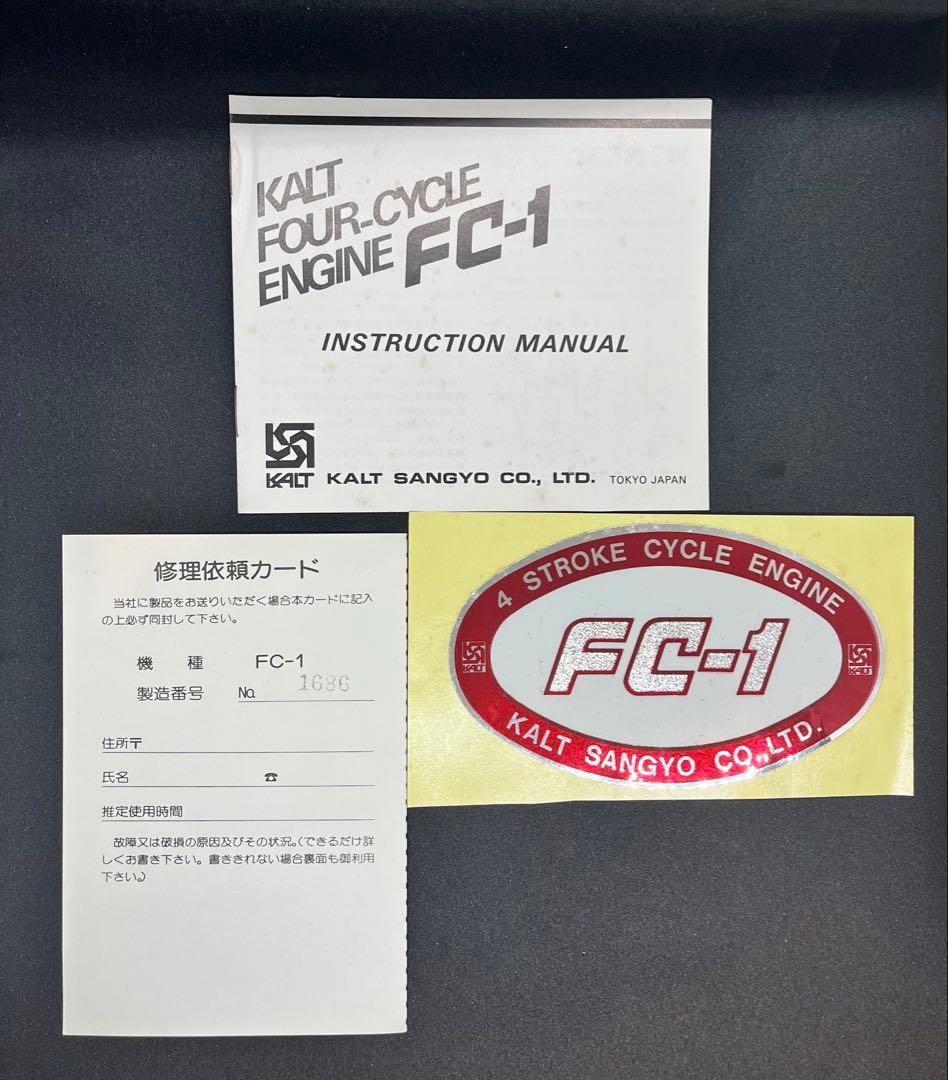 KALT
FOUR-CYCLE
ENGINE FC-1
INSTRUCTION MANUAL
KALT
KALT SANGYO CO., LTD. TOKYO JAPAN
修理依頼カード
当社に製品をお送りいただく場合本カードに記入
の上必ず同封して下さい。
機 種 FC-1
製造番号 No. 1686
住所〒
氏名 ☎
推定使用時間
故障又は破損の原因及びその状況。(できるだけ詳
しくお書き下さい。書ききれない場合裏面も御利用
下さい。)
4 STROKE CYCLE ENGINE
KALT
FC-1
KALT
KALT SANGYO CO.,LTD.